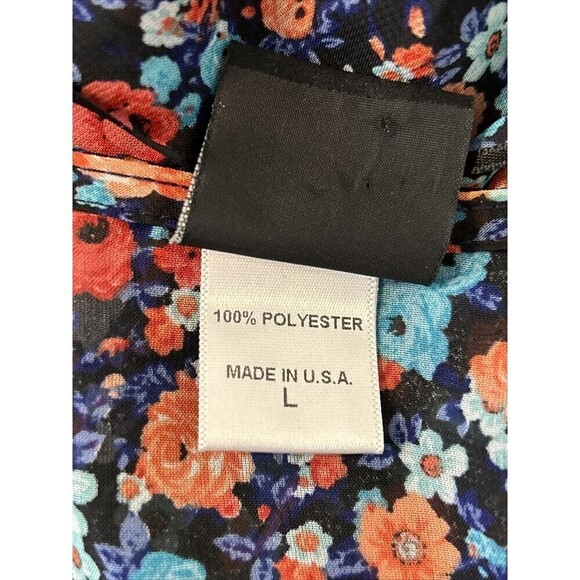 100% POLYESTER
MADE IN U.S.A.
L